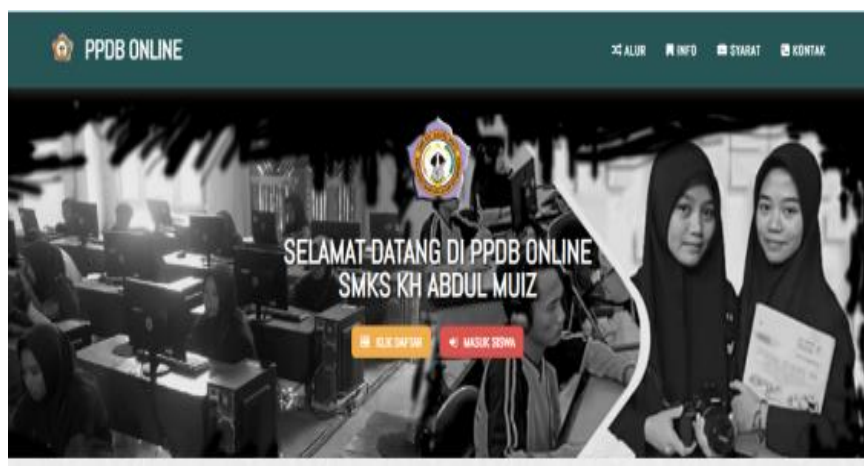 PPDB ONLINE
ALUR INFO SYARAT KONTAK
SELAMAT DATANG DI PPDB ONLINE
SMKS KH ABDUL MUIZ
KLIK DAFTAR MASUK SISWA